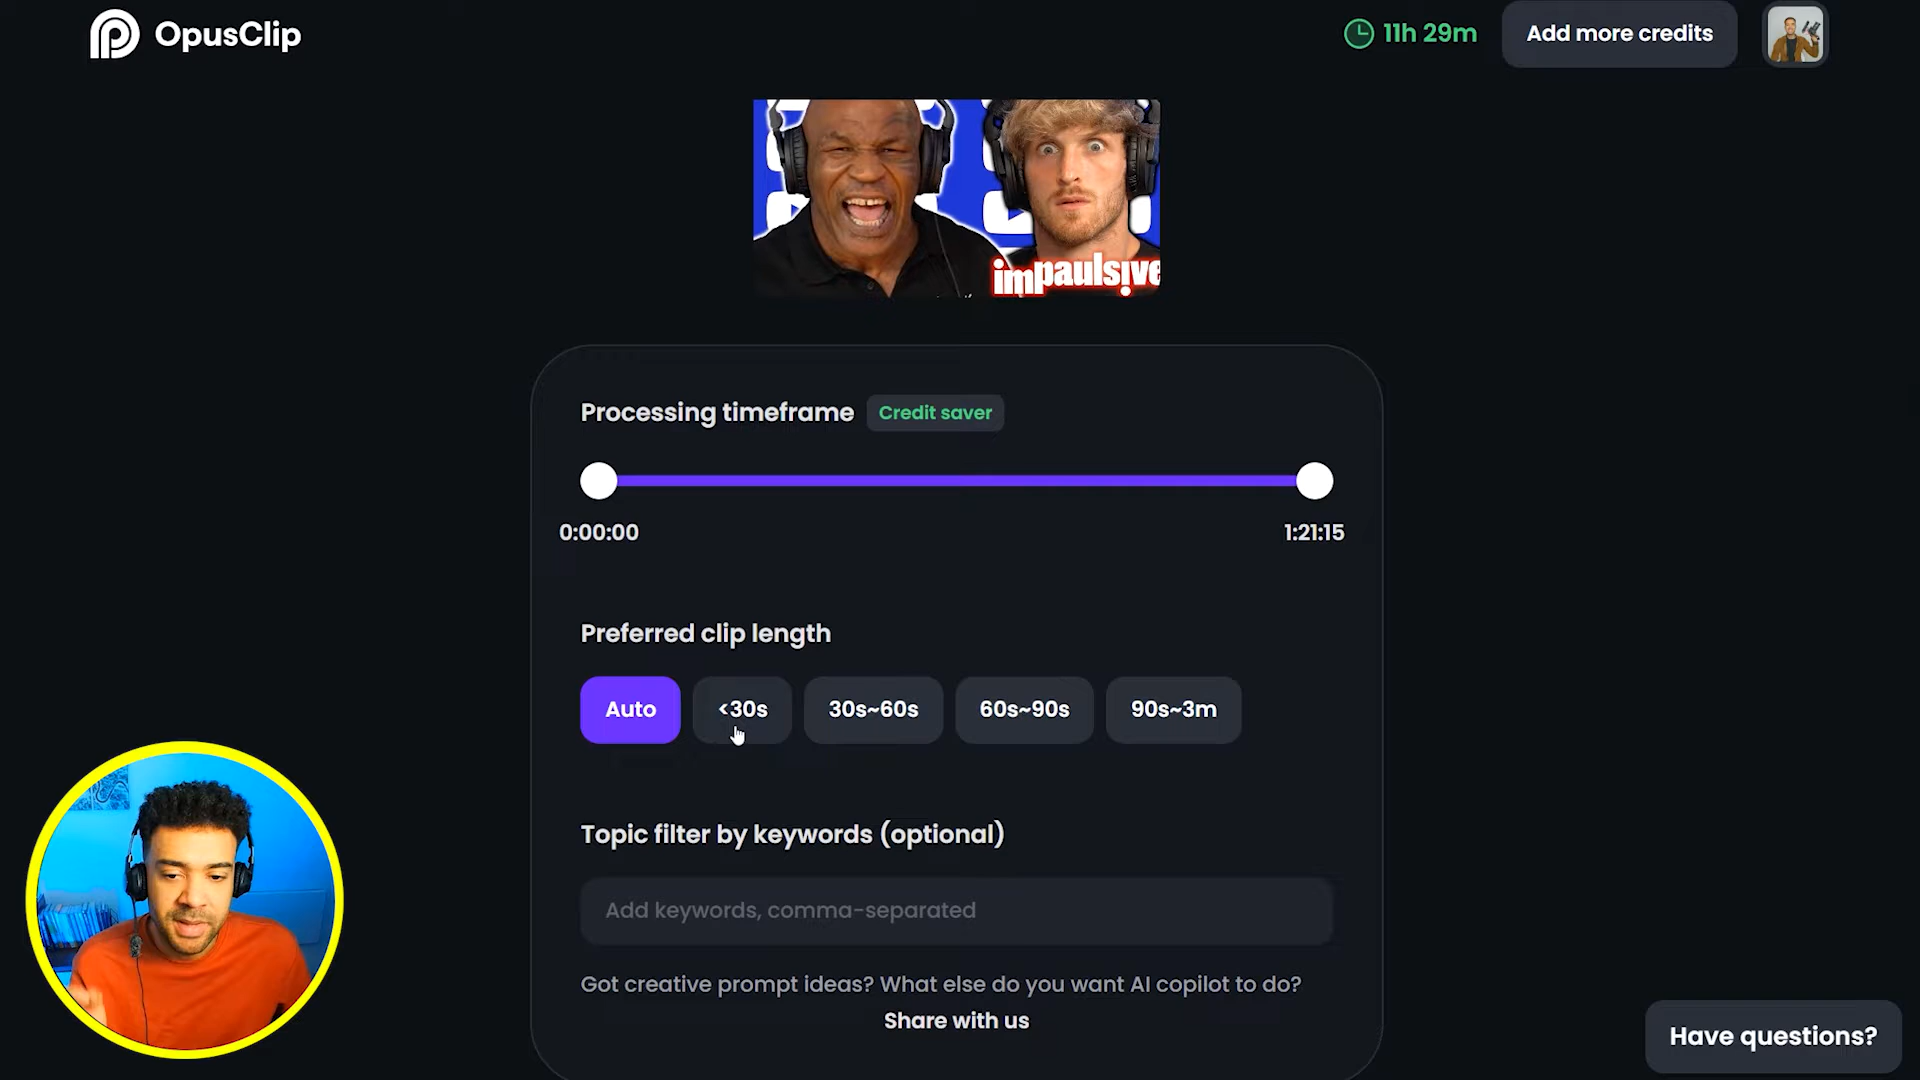 OpusClip
11h 29m
Add more credits
impaulsive
Processing timeframe
Credit saver
0:00:00
1:21:15
Preferred clip length
Auto
<30s
30s~60s
60s~90s
90s~3m
Topic filter by keywords (optional)
Add keywords, comma-separated
Got creative prompt ideas? What else do you want AI copilot to do?
Share with us
Have questions?